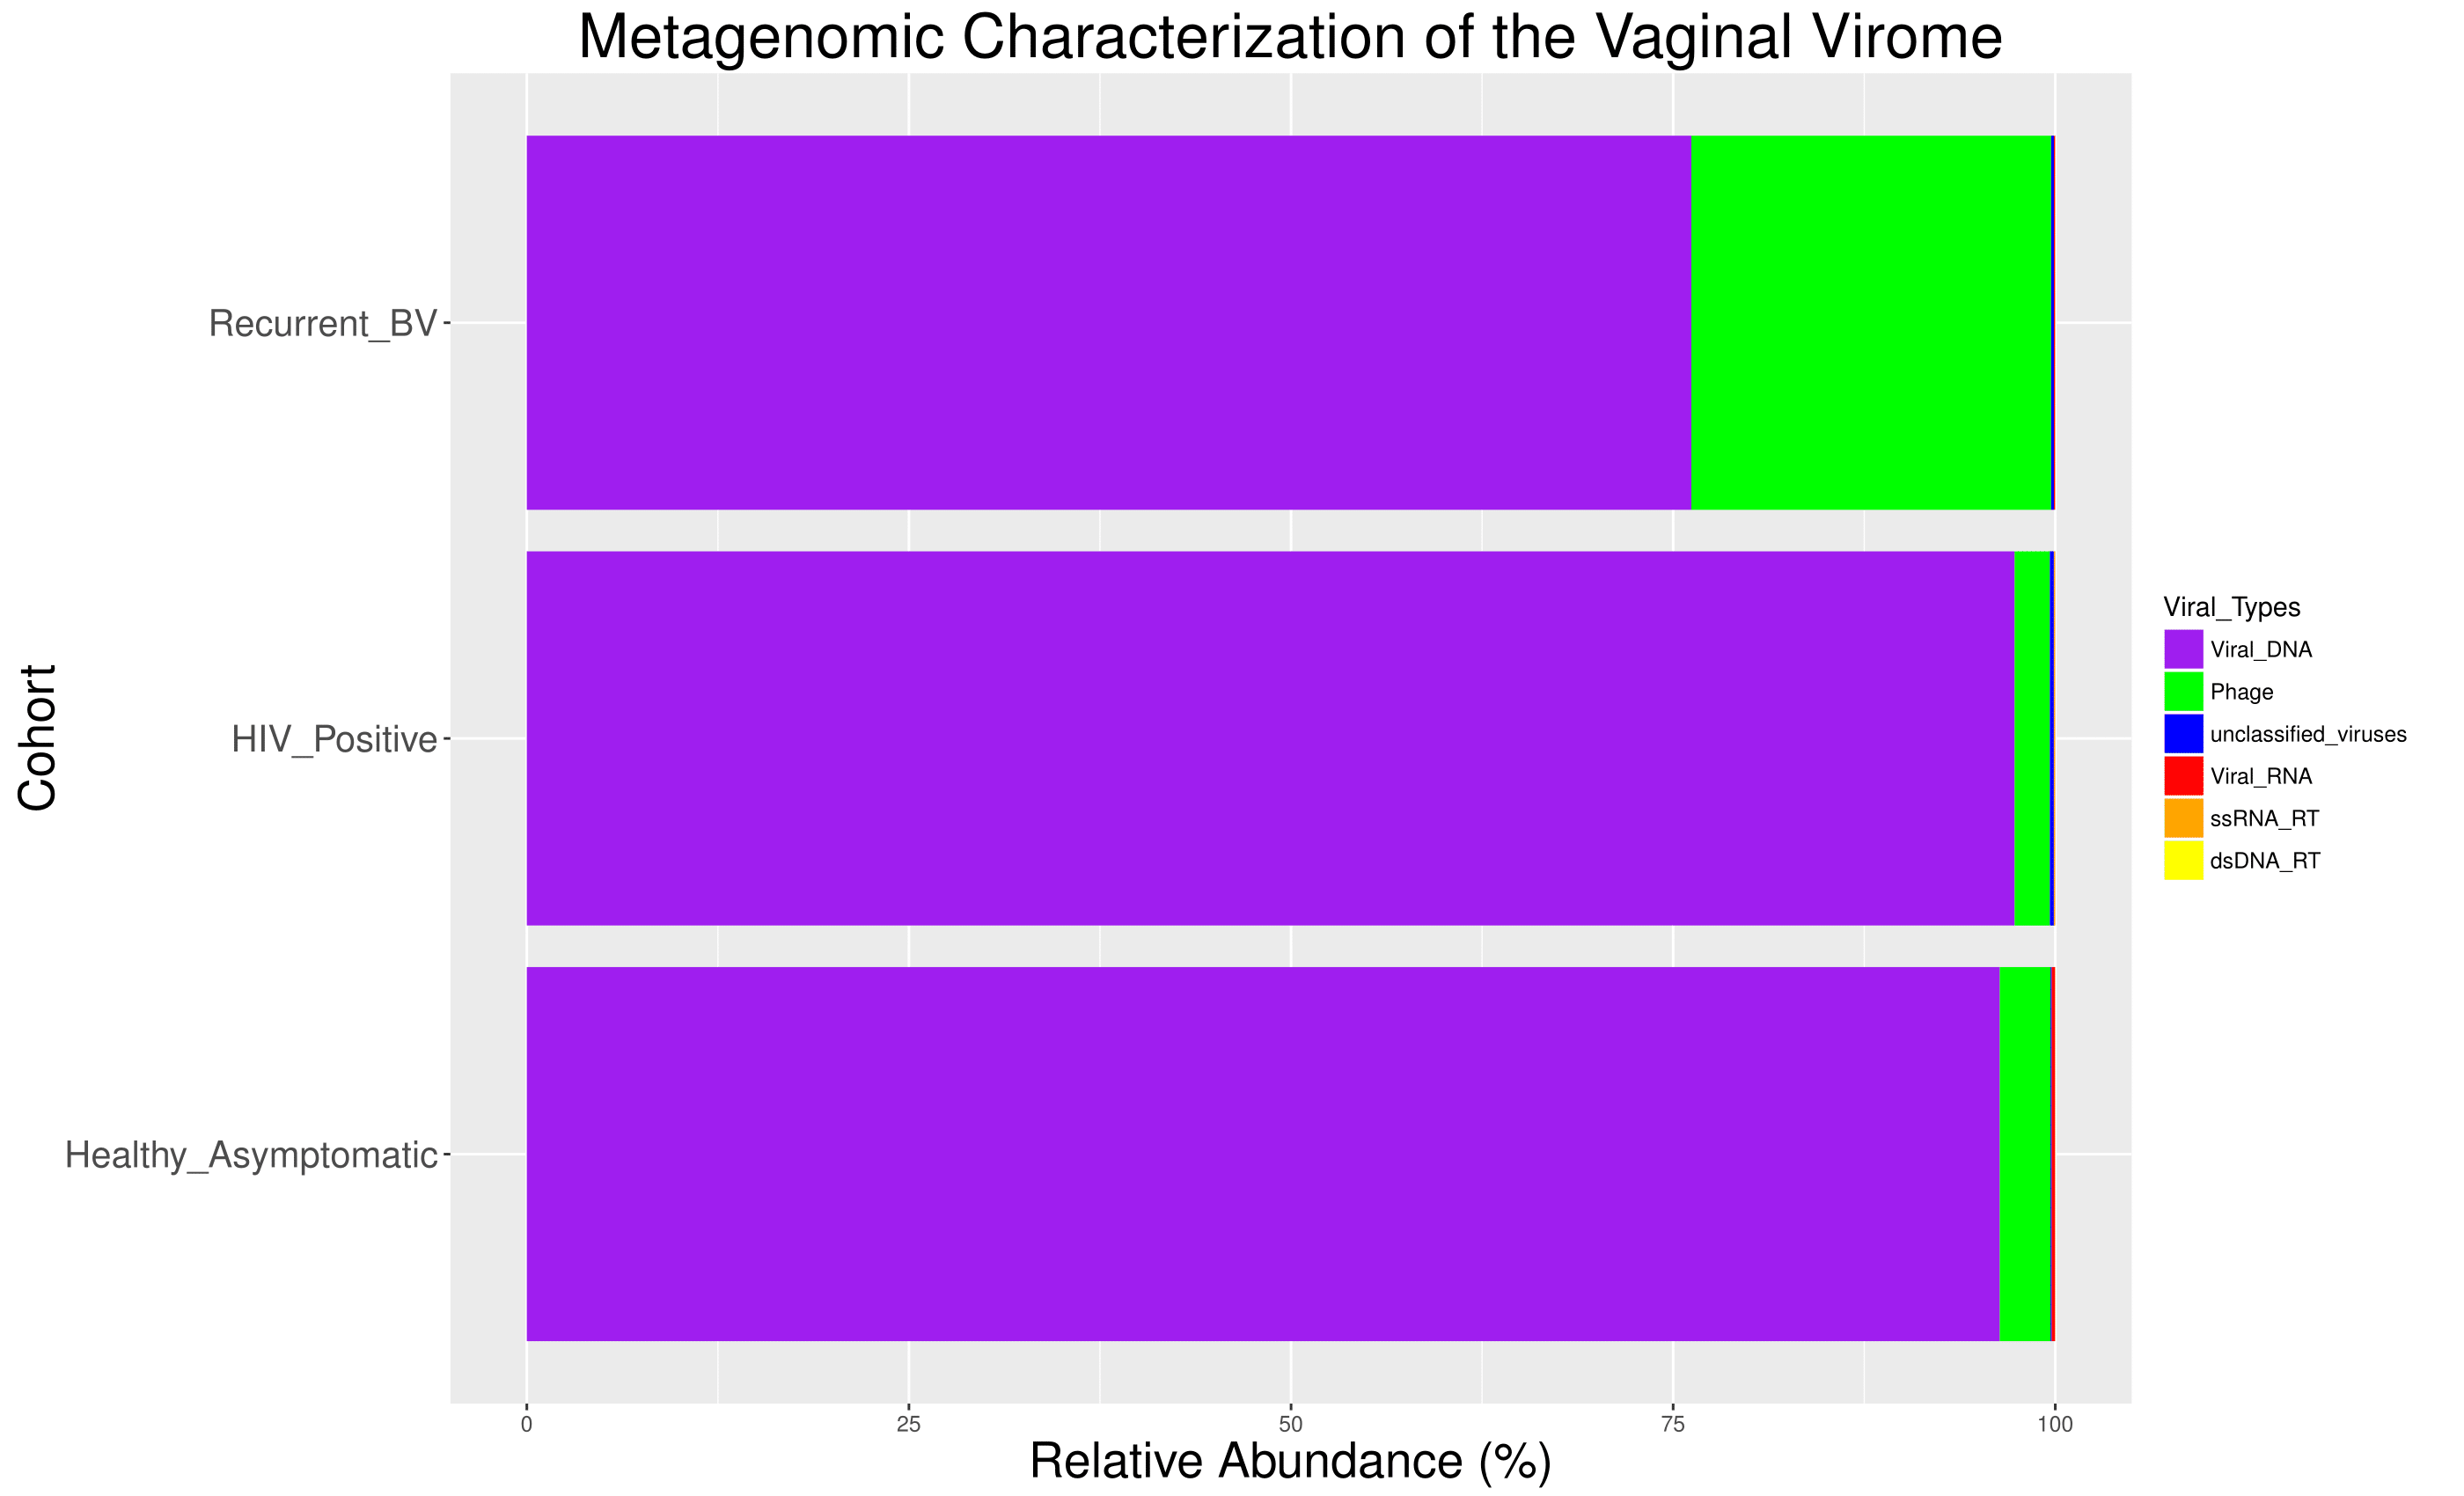 Metagenomic Characterization of the Vaginal Virome
Cohort
Recurrent_BV
HIV_Positive
Healthy_Asymptomatic
0 25 50 75 100
Relative Abundance (%)
Viral_Types
Viral_DNA
Phage
unclassified_viruses
Viral_RNA
ssRNA_RT
dsDNA_RT